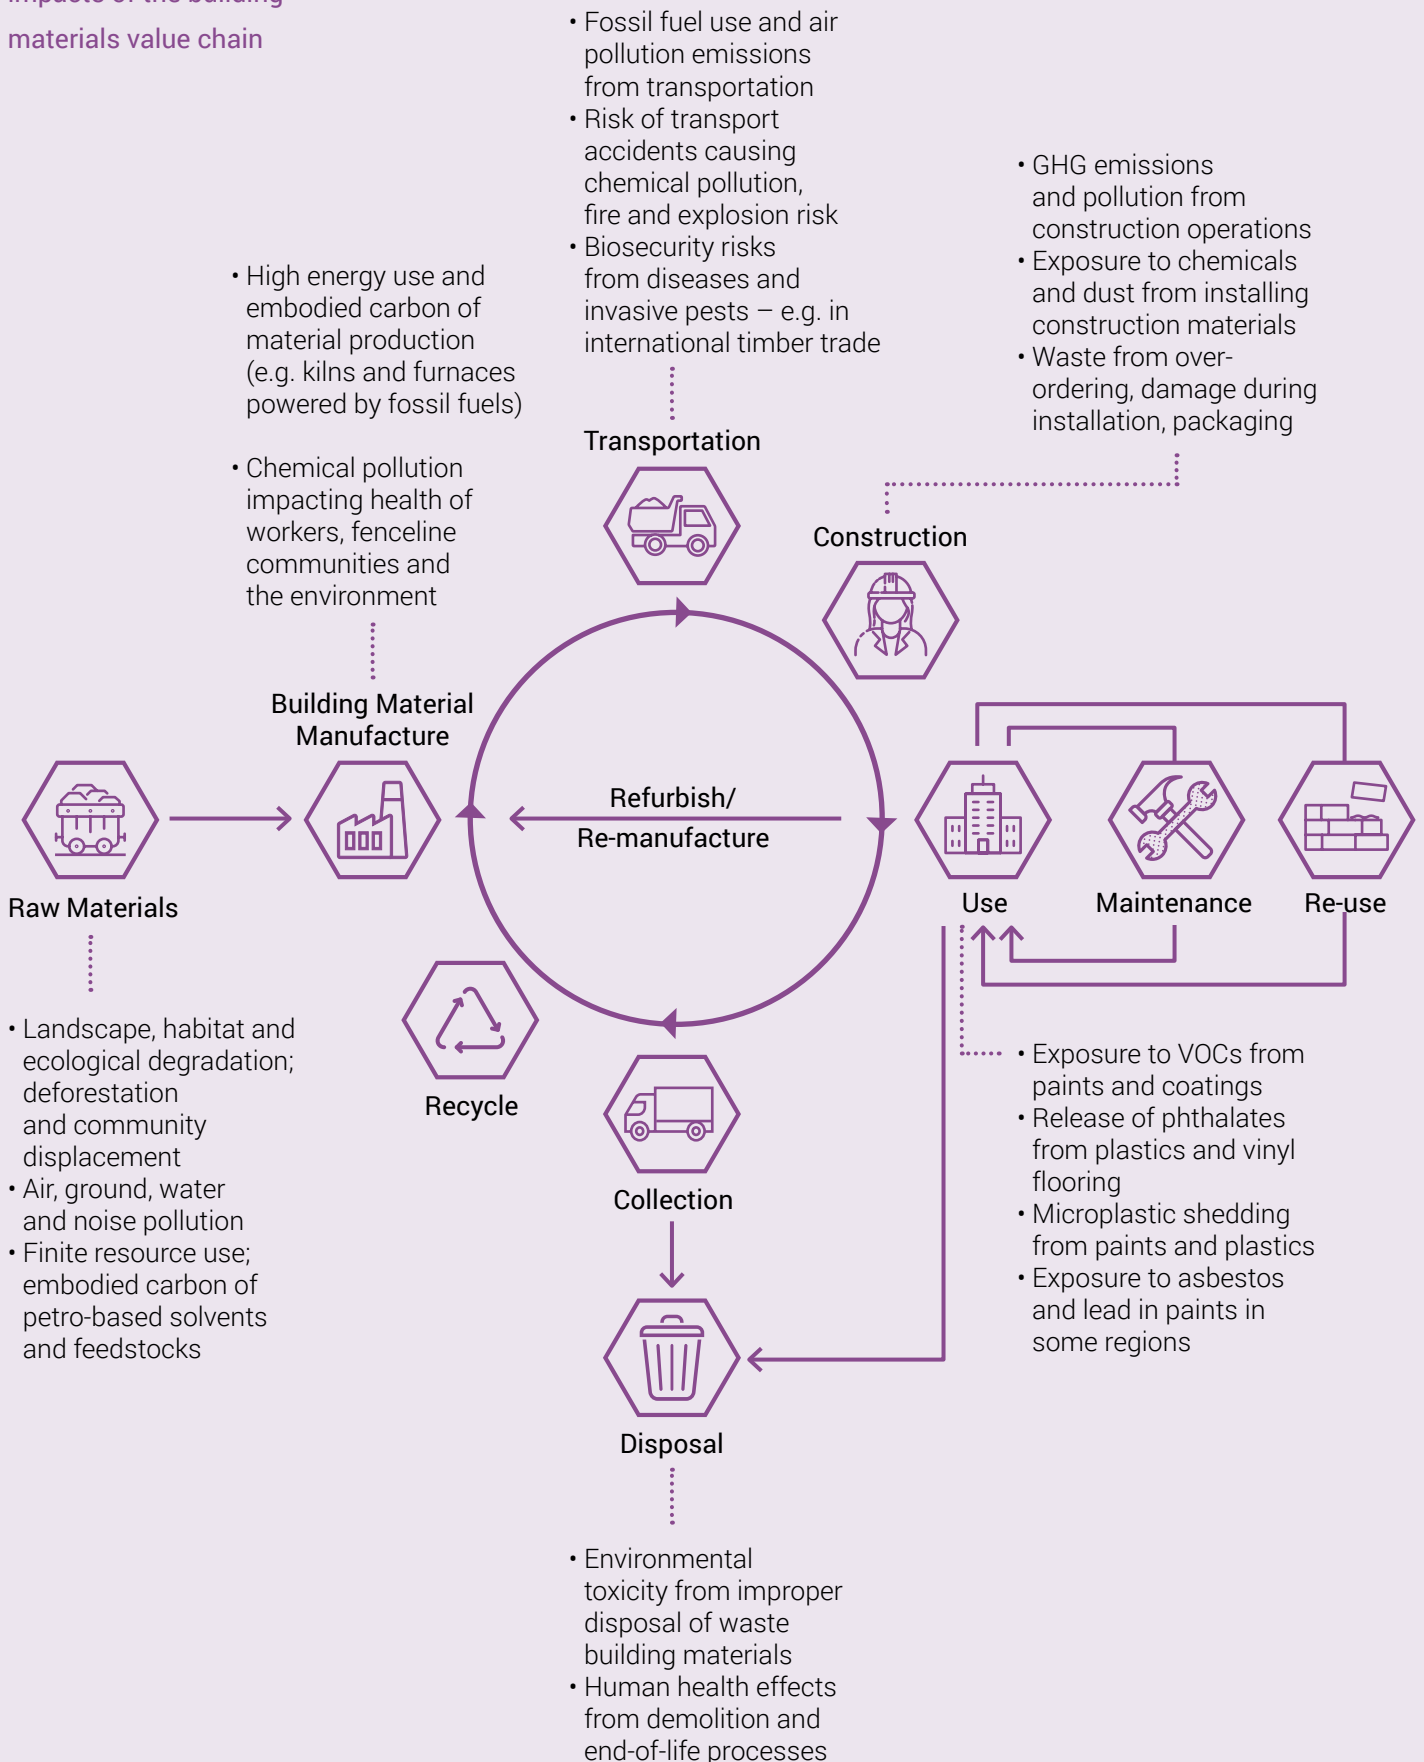 materials value chain
• Fossil fuel use and air
pollution emissions
from transportation
• Risk of transport
accidents causing
chemical pollution,
fire and explosion risk
• Biosecurity risks
from diseases and
invasive pests – e.g. in
international timber trade
• GHG emissions
and pollution from
construction operations
• Exposure to chemicals
and dust from installing
construction materials
• Waste from over-
ordering, damage during
installation, packaging
• High energy use and
embodied carbon of
material production
(e.g. kilns and furnaces
powered by fossil fuels)
• Chemical pollution
impacting health of
workers, fenceline
communities and
the environment
Transportation
Construction
Building Material
Manufacture
Refurbish/
Re-manufacture
Raw Materials
Use
Maintenance
Re-use
Recycle
Collection
Disposal
• Landscape, habitat and
ecological degradation;
deforestation
and community
displacement
• Air, ground, water
and noise pollution
• Finite resource use;
embodied carbon of
petro-based solvents
and feedstocks
• Exposure to VOCs from
paints and coatings
• Release of phthalates
from plastics and vinyl
flooring
• Microplastic shedding
from paints and plastics
• Exposure to asbestos
and lead in paints in
some regions
• Environmental
toxicity from improper
disposal of waste
building materials
• Human health effects
from demolition and
end-of-life processes